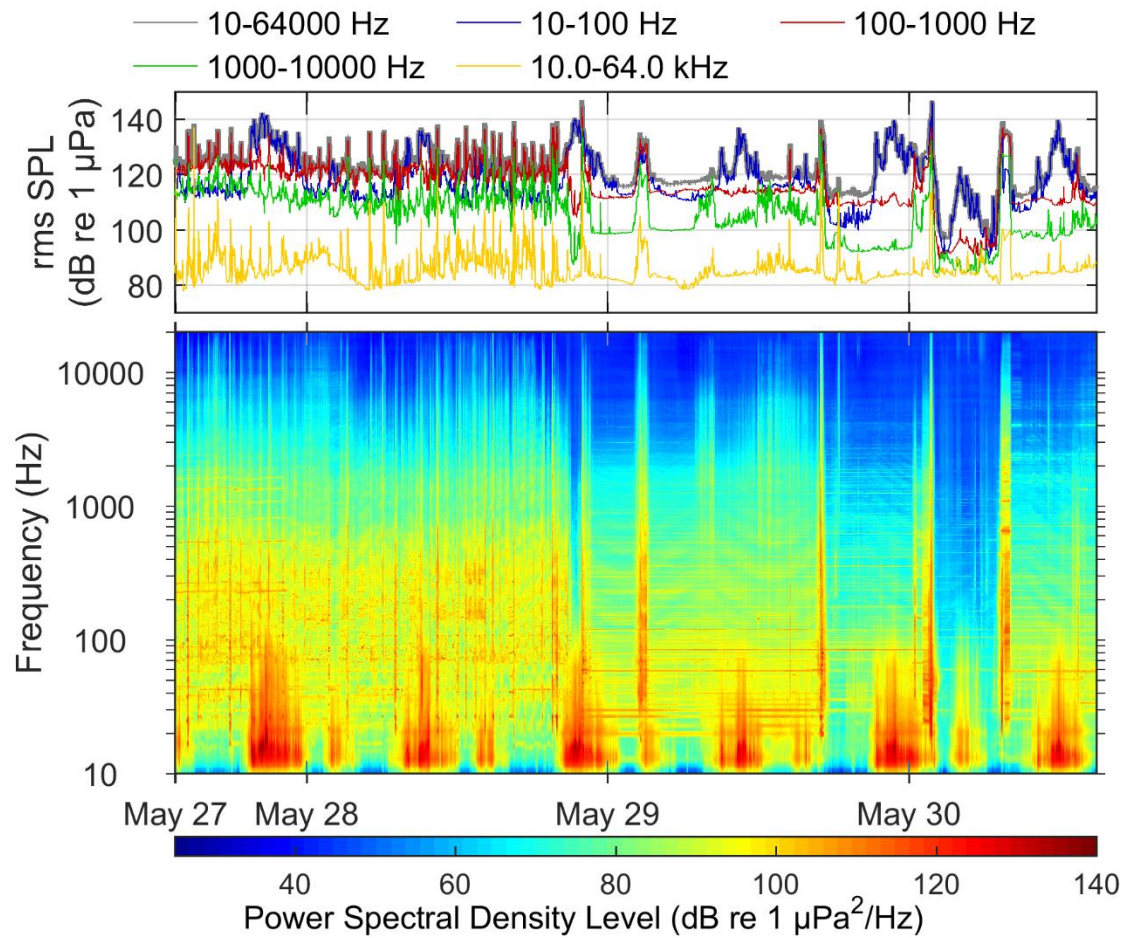 10-64000 Hz 10-100 Hz 100-1000 Hz
1000-10000 Hz 10.0-64.0 kHz
rms SPL
(dB re 1 µPa)
140
120
100
80
Frequency (Hz)
10000
1000
100
10
May 27 May 28 May 29 May 30
40 60 80 100 120 140
Power Spectral Density Level (dB re 1 µPa²/Hz)